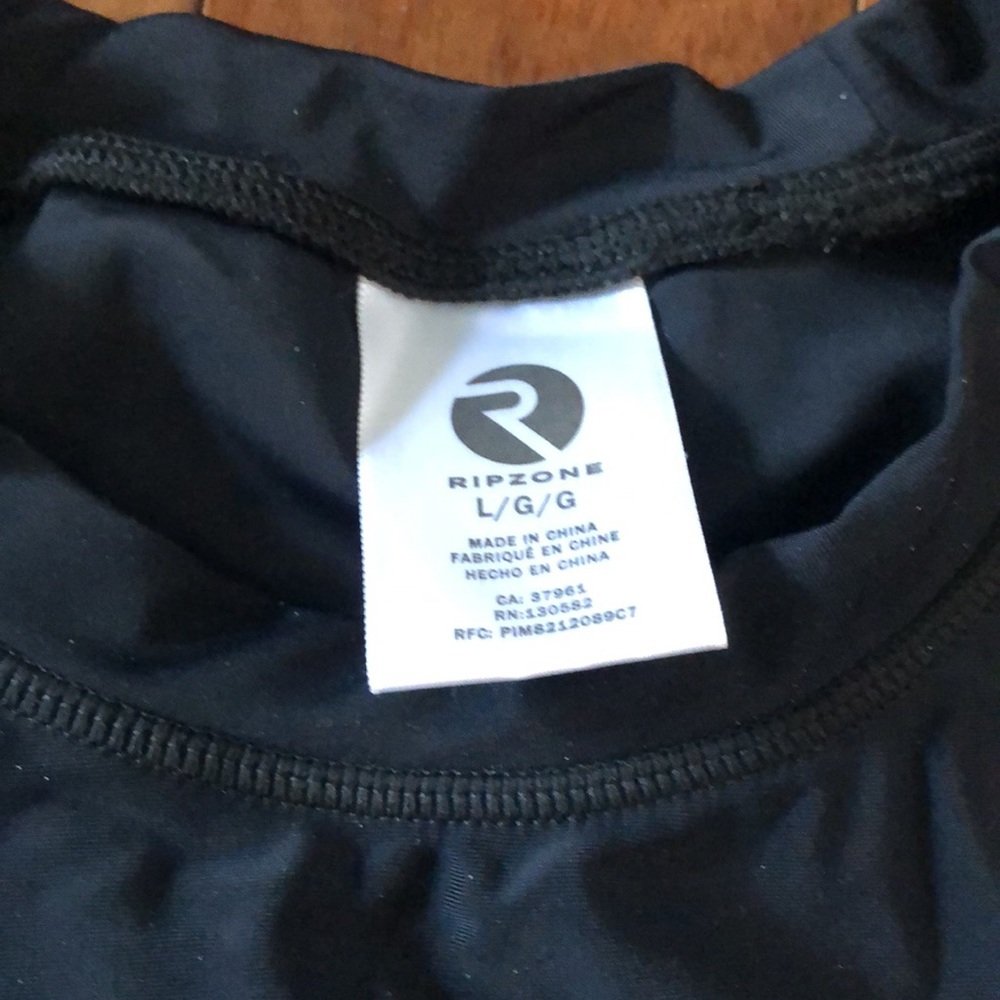 RIPZONE
L/G/G
MADE IN CHINA
FABRIQUÉ EN CHINE
HECHO EN CHINA
CA: 37961
RN:130582
RFC: PIM8212089C7